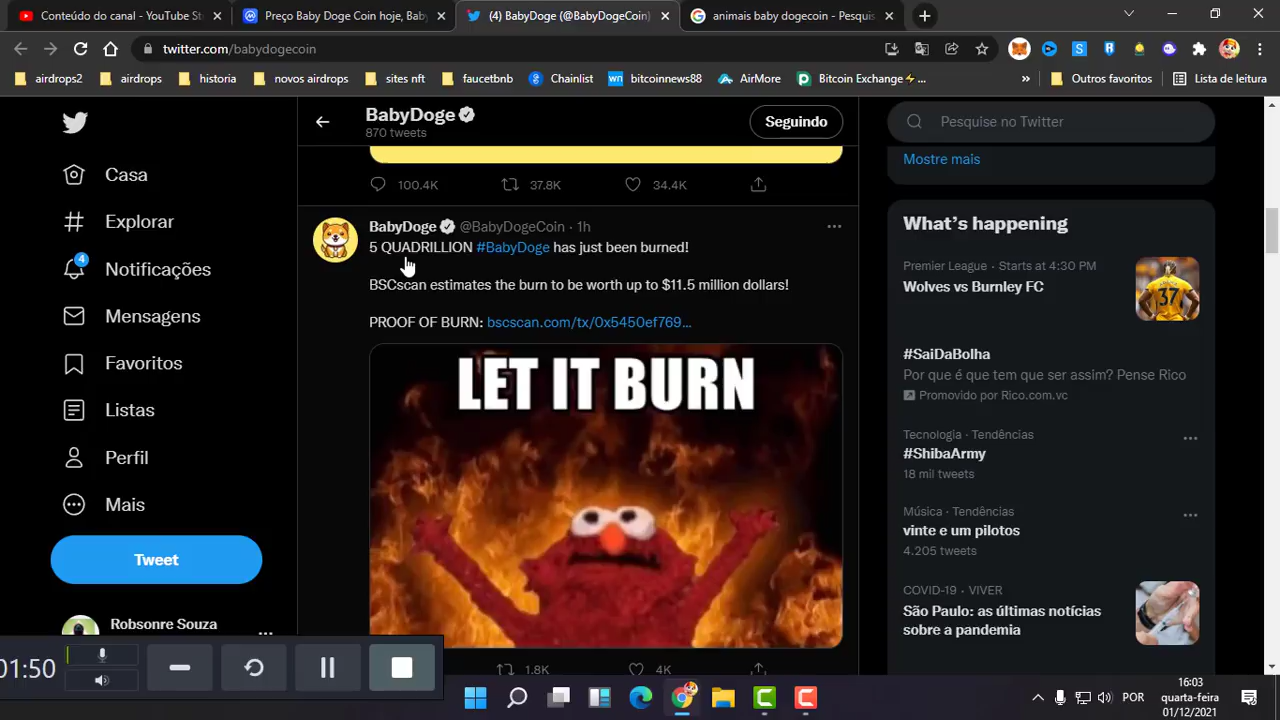 Conteúdo do canal - YouTube St
Preço Baby Doge Coin hoje, Bab
(4) BabyDoge (@BabyDogeCoin)
animais baby dogecoin - Pesquis
twitter.com/babydogecoin
airdrops2
airdrops
historia
novos airdrops
sites nft
faucetbnb
Chainlist
wn bitcoinnews88
AirMore
Bitcoin Exchange⚡...
»
Outros favoritos
Lista de leitura
BabyDoge
870 tweets
Seguindo
Pesquise no Twitter
Mostre mais
Casa
Explorar
4
Notificações
Mensagens
Favoritos
Listas
Perfil
Mais
Tweet
Robsonre Souza
100.4K
37.8K
34.4K
BabyDoge @BabyDogeCoin · 1h
5 QUADRILLION #BabyDoge has just been burned!
BSCscan estimates the burn to be worth up to $11.5 million dollars!
PROOF OF BURN: bscscan.com/tx/0x5450ef769...
LET IT BURN
1.8K
4K
What's happening
Premier League · Starts at 4:30 PM
Wolves vs Burnley FC
37
#SaiDaBolha
Por que é que tem que ser assim? Pense Rico
Promovido por Rico.com.vc
Tecnologia · Tendências
#ShibaArmy
18 mil tweets
Música · Tendências
vinte e um pilotos
4.205 tweets
COVID-19 · VIVER
São Paulo: as últimas notícias
sobre a pandemia
01:50
POR
16:03
quarta-feira
01/12/2021